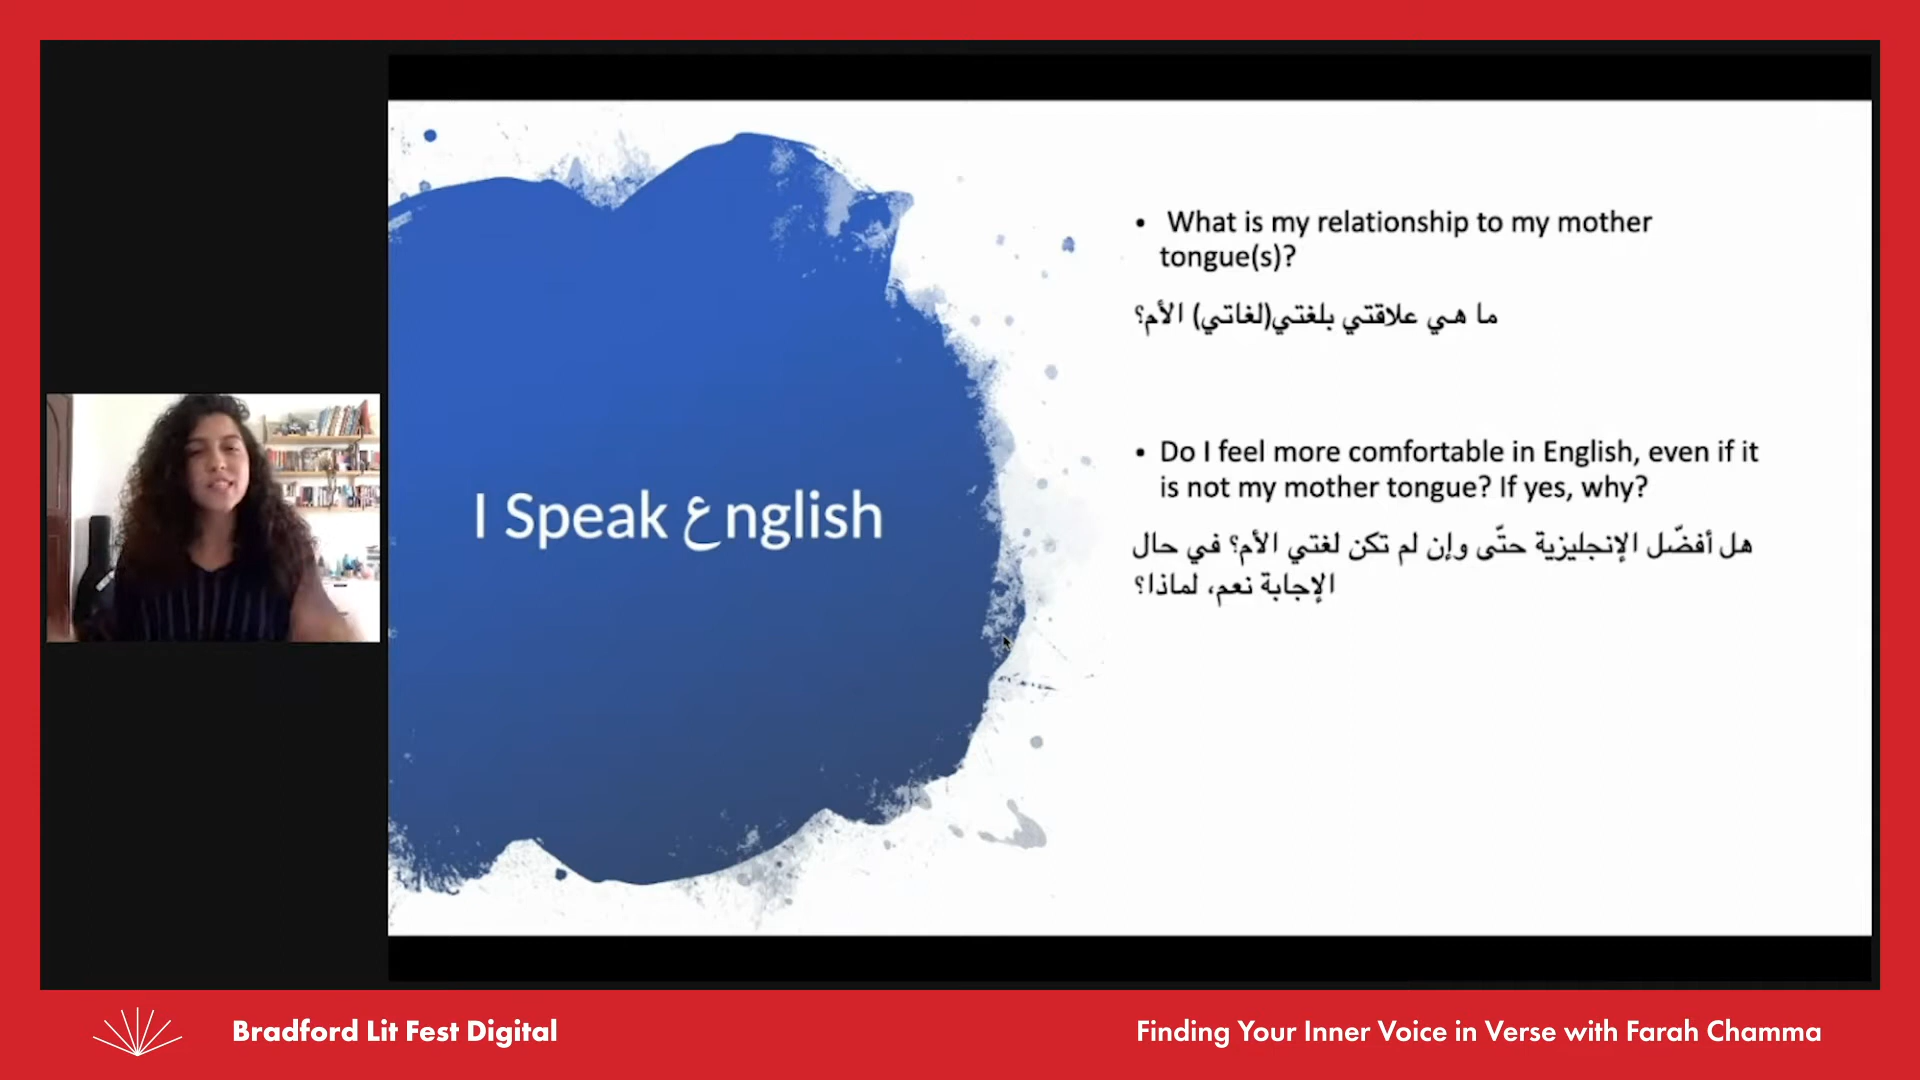 I Speak عnglish
• What is my relationship to my mother
tongue(s)?
ما هي علاقتي بلغتي(لغاتي) الأم؟
• Do I feel more comfortable in English, even if it
is not my mother tongue? If yes, why?
هل أفضّل الإنجليزية حتّى وإن لم تكن لغتي الأم؟ في حال
الإجابة نعم، لماذا؟
Bradford Lit Fest Digital
Finding Your Inner Voice in Verse with Farah Chamma